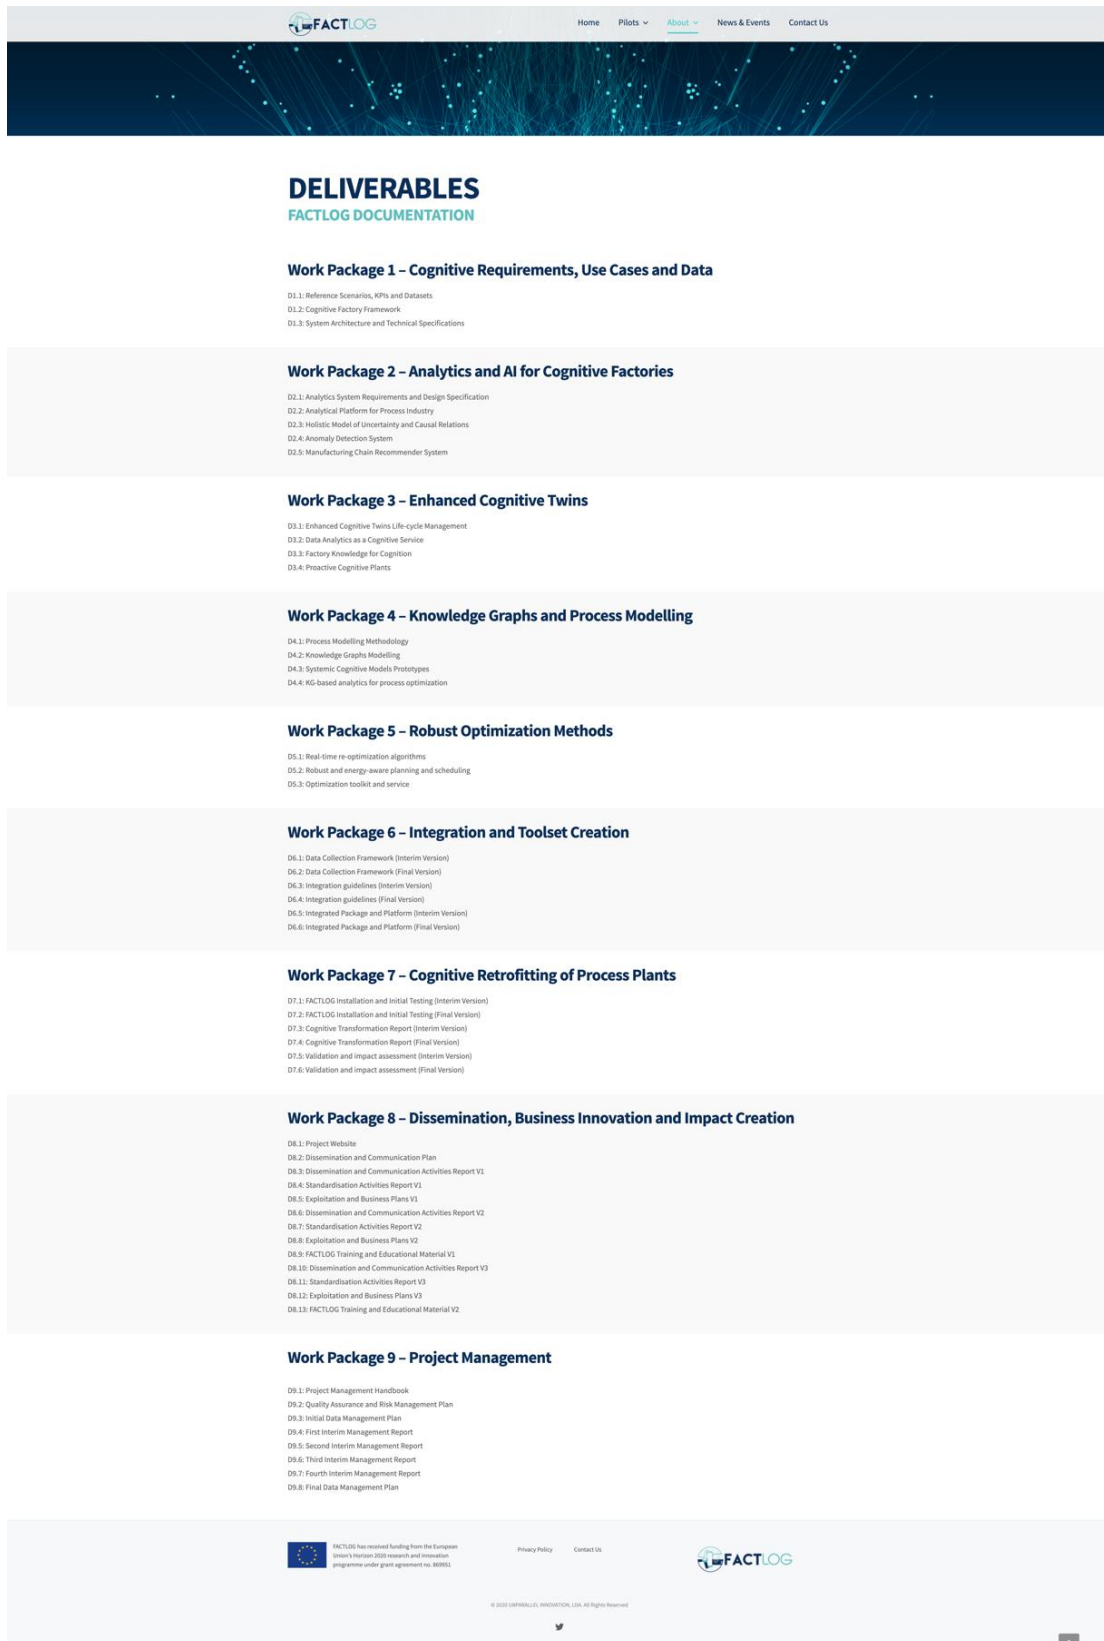 FACTLOG
Home Pilots About News & Events Contact Us
DELIVERABLES
FACTLOG DOCUMENTATION
Work Package 1 – Cognitive Requirements, Use Cases and Data
D1.1: Reference Scenarios, KPIs and Datasets
D1.2: Cognitive Factory Framework
D1.3: System Architecture and Technical Specifications
Work Package 2 – Analytics and AI for Cognitive Factories
D2.1: Analytics System Requirements and Design Specification
D2.2: Analytical Platform for Process Industry
D2.3: Holistic Model of Uncertainty and Causal Relations
D2.4: Anomaly Detection System
D2.5: Manufacturing Chain Recommender System
Work Package 3 – Enhanced Cognitive Twins
D3.1: Enhanced Cognitive Twins Life-cycle Management
D3.2: Data Analytics as a Cognitive Service
D3.3: Factory Knowledge for Cognition
D3.4: Proactive Cognitive Plants
Work Package 4 – Knowledge Graphs and Process Modelling
D4.1: Process Modelling Methodology
D4.2: Knowledge Graphs Modelling
D4.3: Systemic Cognitive Models Prototypes
D4.4: KG-based analytics for process optimization
Work Package 5 – Robust Optimization Methods
D5.1: Real-time re-optimization algorithms
D5.2: Robust and energy-aware planning and scheduling
D5.3: Optimization toolkit and service
Work Package 6 – Integration and Toolset Creation
D6.1: Data Collection Framework (Interim Version)
D6.2: Data Collection Framework (Final Version)
D6.3: Integration guidelines (Interim Version)
D6.4: Integration guidelines (Final Version)
D6.5: Integrated Package and Platform (Interim Version)
D6.6: Integrated Package and Platform (Final Version)
Work Package 7 – Cognitive Retrofitting of Process Plants
D7.1: FACTLOG Installation and Initial Testing (Interim Version)
D7.2: FACTLOG Installation and Initial Testing (Final Version)
D7.3: Cognitive Transformation Report (Interim Version)
D7.4: Cognitive Transformation Report (Final Version)
D7.5: Validation and impact assessment (Interim Version)
D7.6: Validation and impact assessment (Final Version)
Work Package 8 – Dissemination, Business Innovation and Impact Creation
D8.1: Project Website
D8.2: Dissemination and Communication Plan
D8.3: Dissemination and Communication Activities Report V1
D8.4: Standardisation Activities Report V1
D8.5: Exploitation and Business Plans V1
D8.6: Dissemination and Communication Activities Report V2
D8.7: Standardisation Activities Report V2
D8.8: Exploitation and Business Plans V2
D8.9: FACTLOG Training and Educational Material V1
D8.10: Dissemination and Communication Activities Report V3
D8.11: Standardisation Activities Report V3
D8.12: Exploitation and Business Plans V3
D8.13: FACTLOG Training and Educational Material V2
Work Package 9 – Project Management
D9.1: Project Management Handbook
D9.2: Quality Assurance and Risk Management Plan
D9.3: Initial Data Management Plan
D9.4: First Interim Management Report
D9.5: Second Interim Management Report
D9.6: Third Interim Management Report
D9.7: Fourth Interim Management Report
D9.8: Final Data Management Plan
FACTLOG has received funding from the European
Union's Horizon 2020 research and innovation
programme under grant agreement no. 869951
Privacy Policy Contact Us
FACTLOG
© 2020 UNPARALLEL INNOVATION, LDA. All Rights Reserved